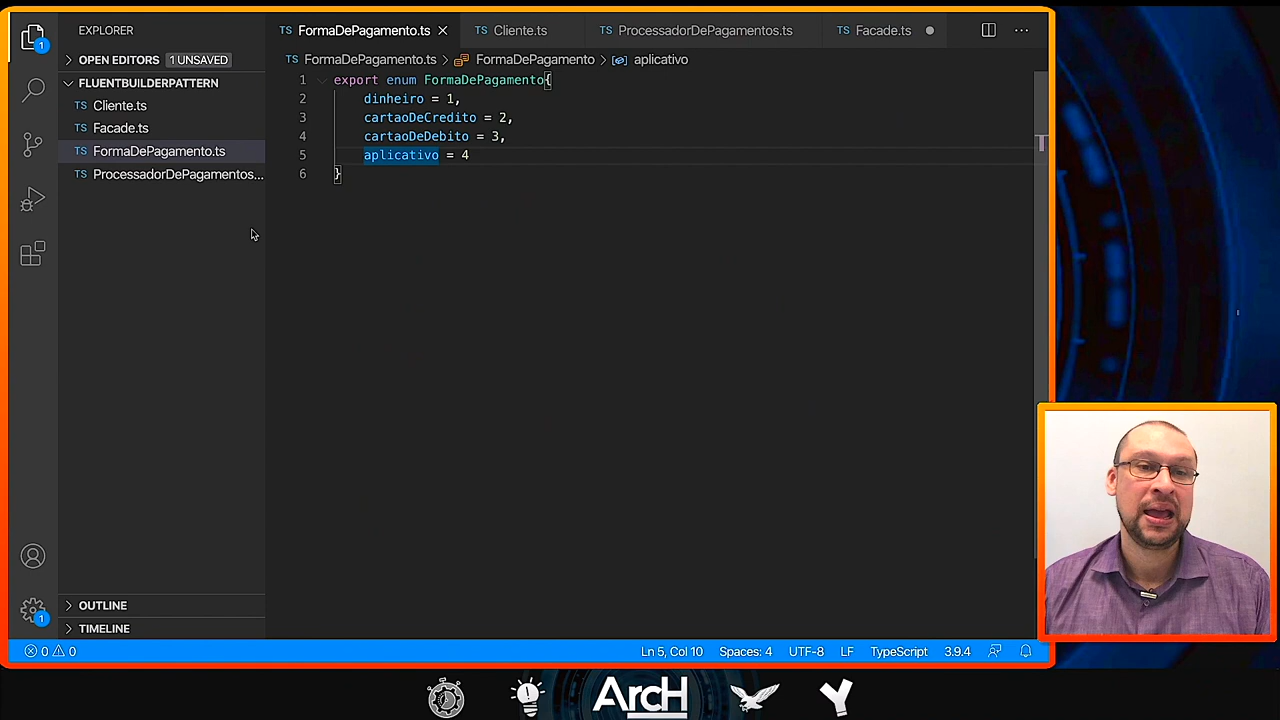 EXPLORER
OPEN EDITORS 1 UNSAVED
FLUENTBUILDERPATTERN
TS Cliente.ts
TS Facade.ts
TS FormaDePagamento.ts
TS ProcessadorDePagamentos...
OUTLINE
TIMELINE
1
1
TS FormaDePagamento.ts
TS Cliente.ts
TS ProcessadorDePagamentos.ts
TS Facade.ts
TS FormaDePagamento.ts > FormaDePagamento > aplicativo
1 export enum FormaDePagamento{
2 dinheiro = 1,
3 cartaoDeCredito = 2,
4 cartaoDeDebito = 3,
5 aplicativo = 4
6 }
0 0 Ln 5, Col 10 Spaces: 4 UTF-8 LF TypeScript 3.9.4
ArcH